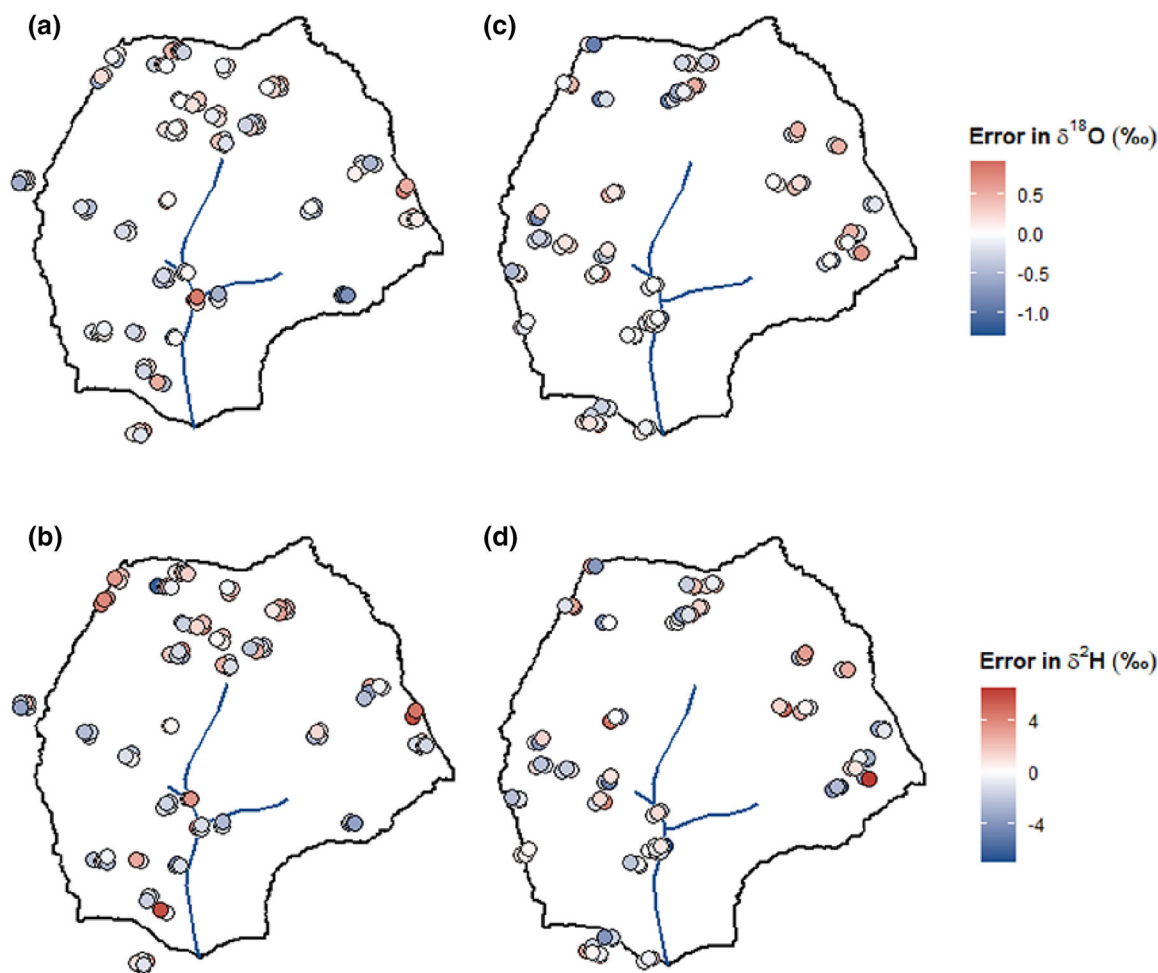 (a)
(c)
Error in δ¹⁸O (‰)
0.5
0.0
-0.5
-1.0
(b)
(d)
Error in δ²H (‰)
4
0
-4